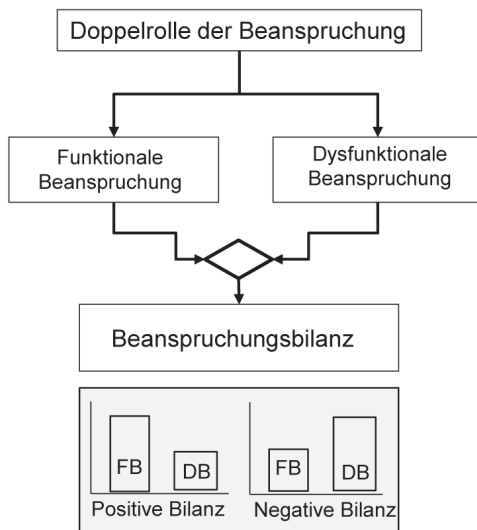 Doppelrolle der Beanspruchung
Funktionale
Beanspruchung
Dysfunktionale
Beanspruchung
Beanspruchungsbilanz
FB
DB
Positive Bilanz
FB
DB
Negative Bilanz